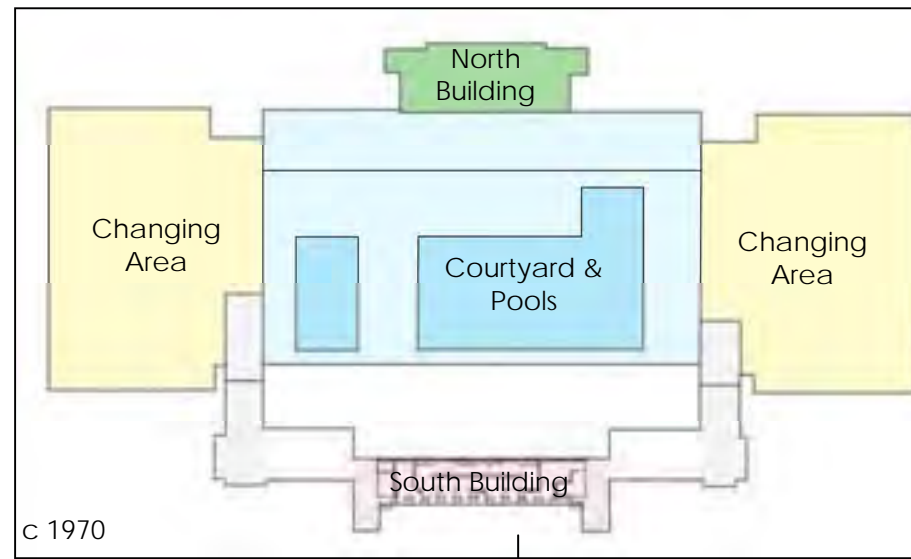 North
Building
Changing
Area
Courtyard &
Pools
Changing
Area
South Building
c 1970